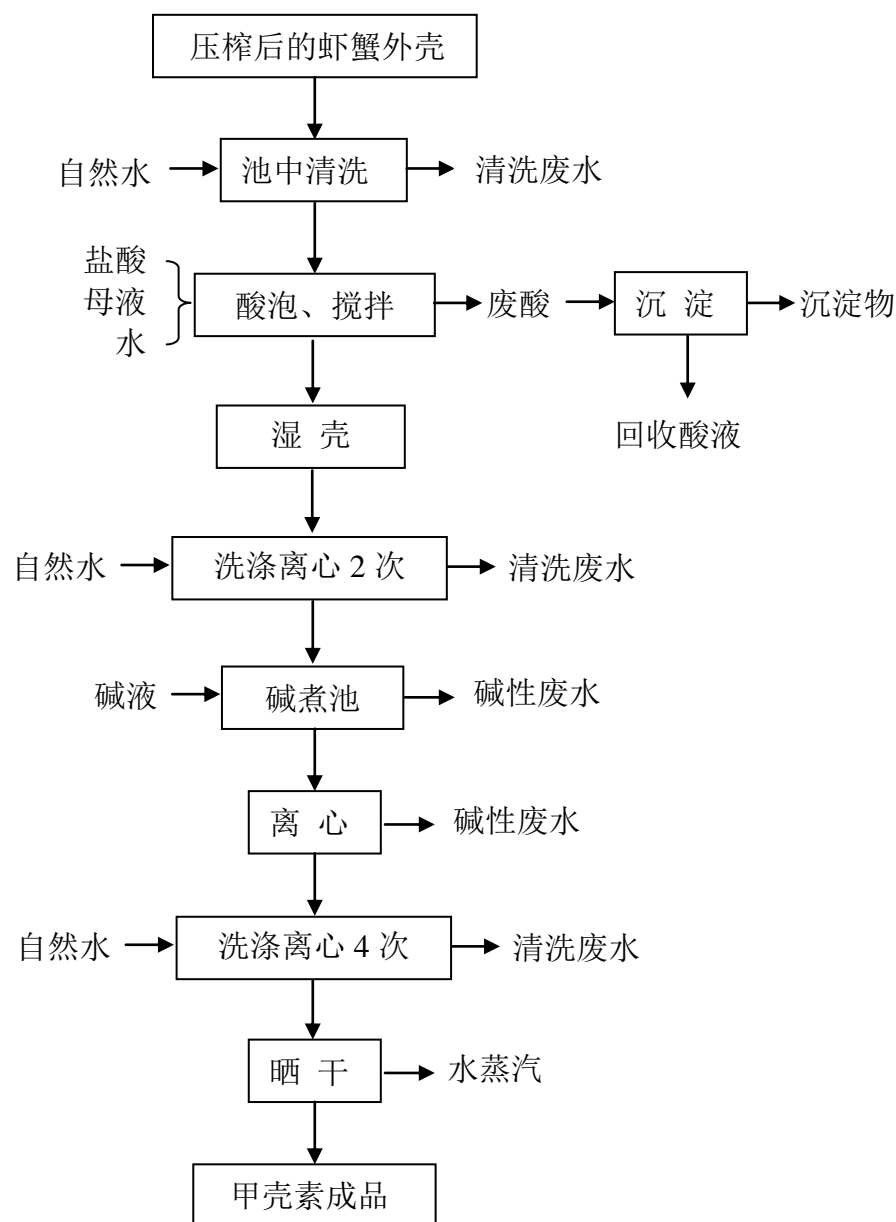 压榨后的虾蟹外壳
自然水
池中清洗
清洗废水
盐酸
母液
水
酸泡、搅拌
废酸
沉 淀
沉淀物
回收酸液
湿 壳
自然水
洗涤离心 2 次
清洗废水
碱液
碱煮池
碱性废水
离 心
碱性废水
自然水
洗涤离心 4 次
清洗废水
晒 干
水蒸汽
甲壳素成品